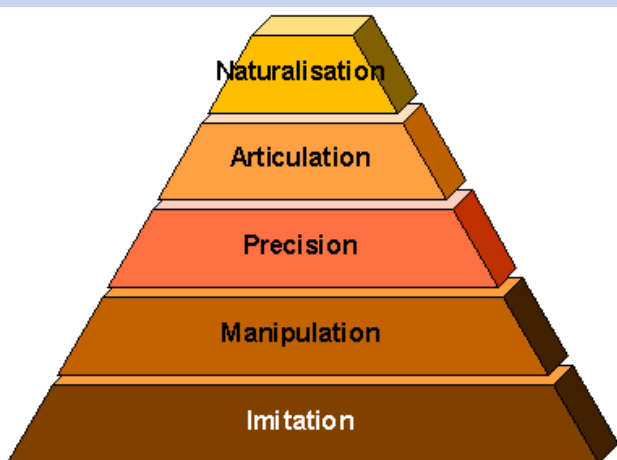 Naturalisation
Articulation
Precision
Manipulation
Imitation